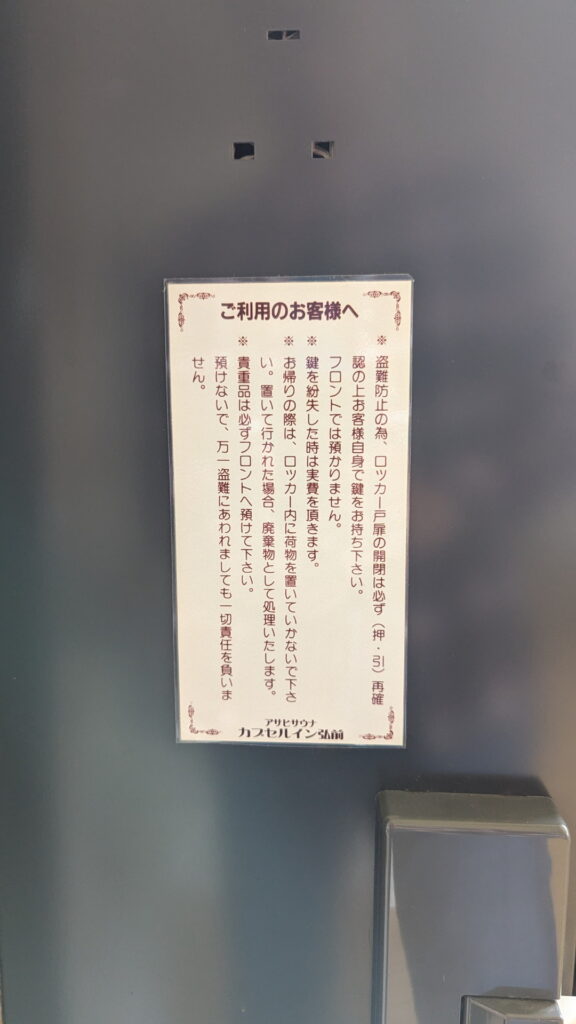 ご利用のお客様へ
※ 盗難防止の為、ロッカー戸扉の開閉は必ず（押・引）再確
認の上お客様自身で鍵をお持ち下さい。
フロントでは預かりません。
※ 鍵を紛失した時は実費を頂きます。
※ お帰りの際は、ロッカー内に荷物を置いていかないで下さ
い。置いて行かれた場合、廃棄物として処理いたします。
※ 貴重品は必ずフロントへ預けて下さい。
預けないで、万一盗難にあわれましても一切責任を負いま
せん。
アサヒサウナ
カプセルイン弘前